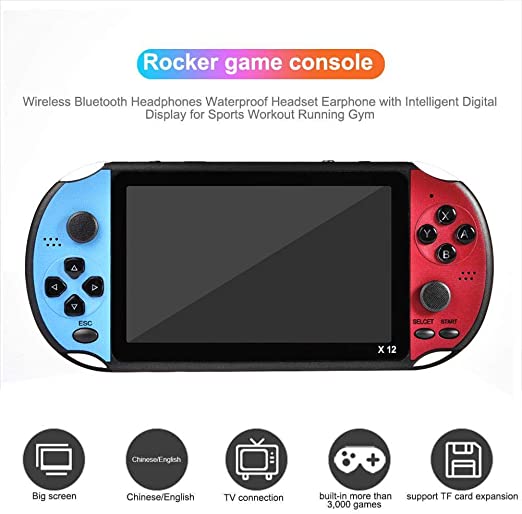 Rocker game console
Wireless Bluetooth Headphones Waterproof Headset Earphone with Intelligent Digital
Display for Sports Workout Running Gym
X
Y A
B
ESC
SELCET START
X 12
Chinese/English
Big screen
Chinese/English
TV connection
built-in more than
3,000 games
support TF card expansion